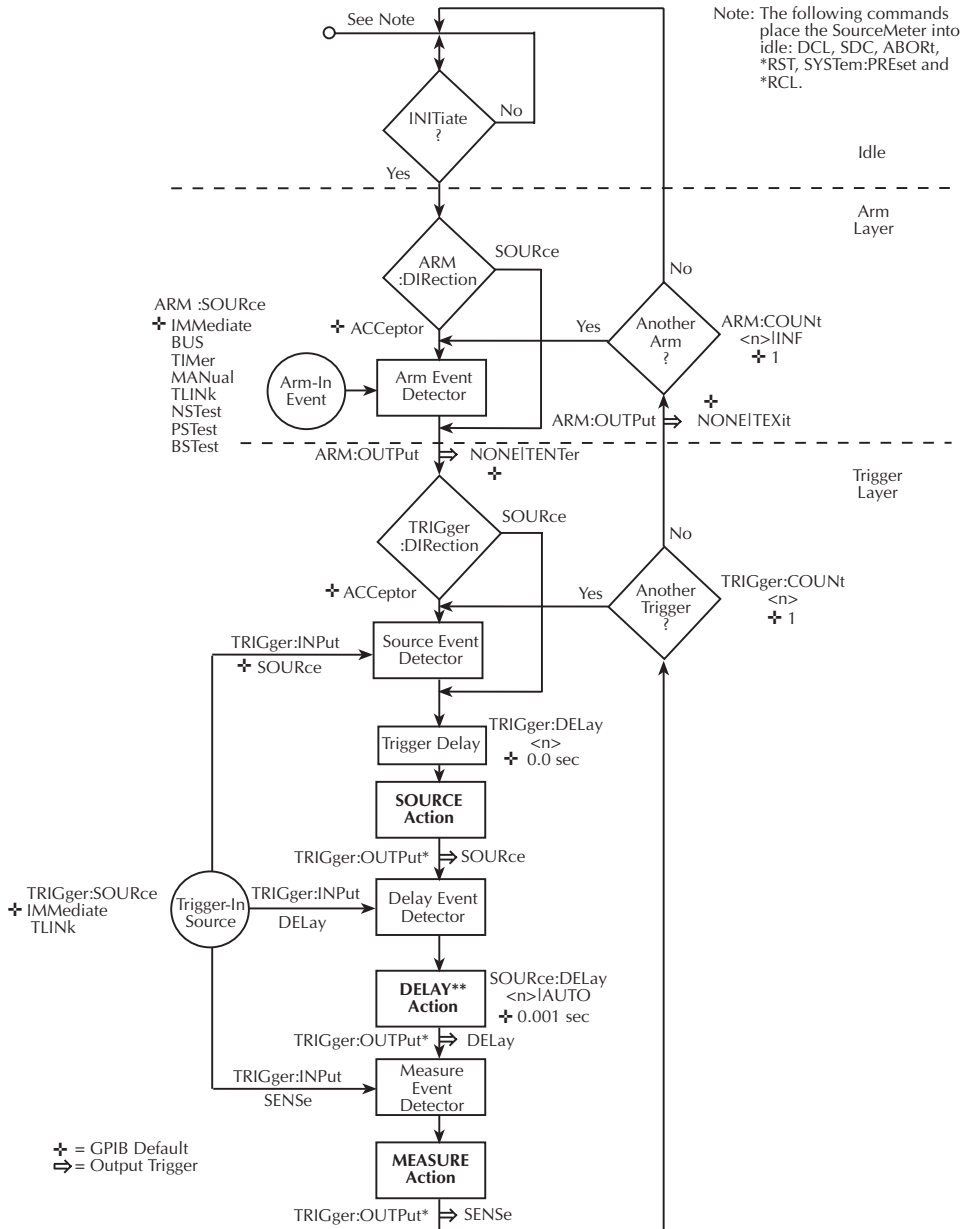 See Note
Note: The following commands
place the SourceMeter into
idle: DCL, SDC, ABORt,
*RST, SYSTem:PREset and
*RCL.
INITiate
?
No
Yes
Idle
Arm
Layer
ARM
:DIRection
SOURce
No
ARM :SOURce
✢ IMMediate
BUS
TIMer
MANual
TLINk
NSTest
PSTest
BSTest
✢ ACCeptor
Yes
Another
Arm
?
ARM:COUNt
<n>|INF
✢ 1
Arm-In
Event
Arm Event
Detector
ARM:OUTPut ⇨ NONE|TEXit
✢
ARM:OUTPut ⇨ NONE|TENTer
✢
Trigger
Layer
TRIGger
:DIRection
SOURce
No
✢ ACCeptor
Yes
Another
Trigger
?
TRIGger:COUNt
<n>
✢ 1
TRIGger:INPut
✢ SOURce
Source Event
Detector
Trigger Delay
TRIGger:DELay
<n>
✢ 0.0 sec
SOURCE
Action
TRIGger:OUTPut* ⇨ SOURce
TRIGger:SOURce
✢ IMMediate
TLINk
Trigger-In
Source
TRIGger:INPut
DELay
Delay Event
Detector
DELAY**
Action
SOURce:DELay
<n>|AUTO
✢ 0.001 sec
TRIGger:OUTPut* ⇨ DELay
TRIGger:INPut
SENSe
Measure
Event
Detector
✢ = GPIB Default
⇨ = Output Trigger
MEASURE
Action
TRIGger:OUTPut* ⇨ SENSe